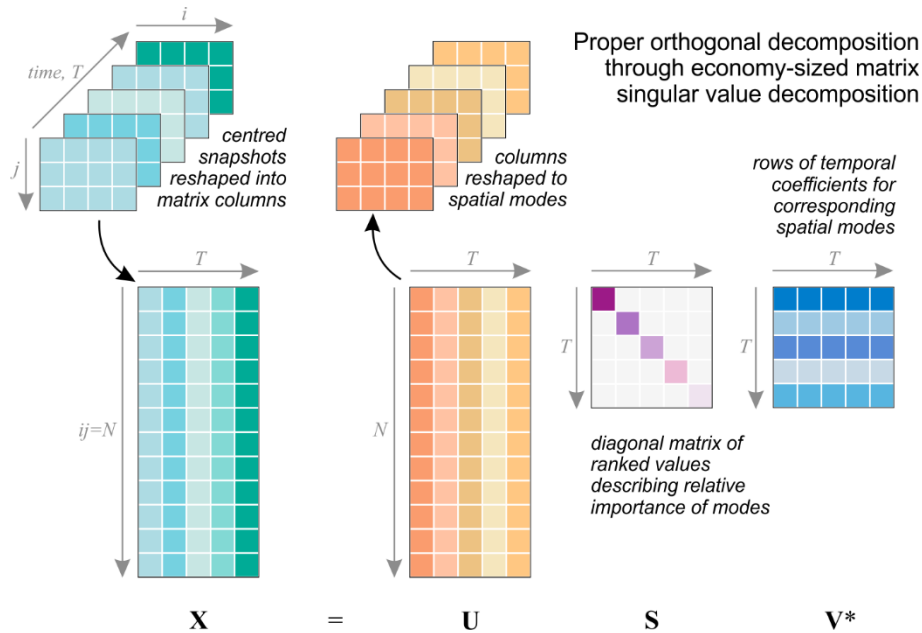 i
time, T
j
centred
snapshots
reshaped into
matrix columns
columns
reshaped to
spatial modes
Proper orthogonal decomposition
through economy-sized matrix
singular value decomposition
rows of temporal
coefficients for
corresponding
spatial modes
T
T
T
T
ij=N
N
T
T
diagonal matrix of
ranked values
describing relative
importance of modes
X = U S V*